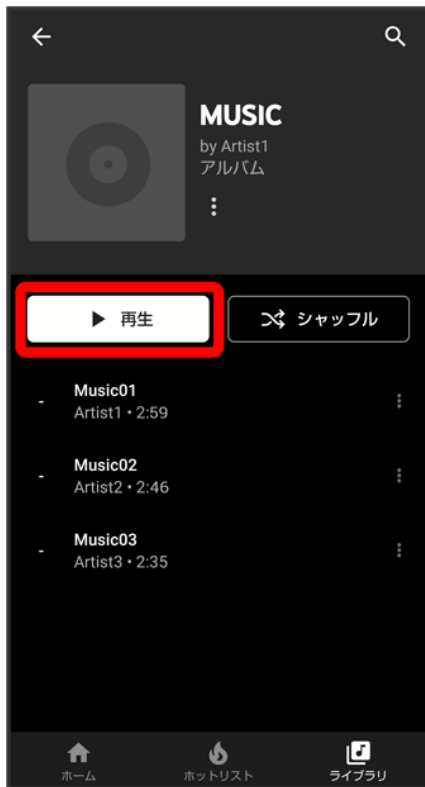 MUSIC
by Artist1
アルバム
再生
シャッフル
-
Music01
Artist1 • 2:59
-
Music02
Artist2 • 2:46
-
Music03
Artist3 • 2:35
ホーム
ホットリスト
ライブラリ